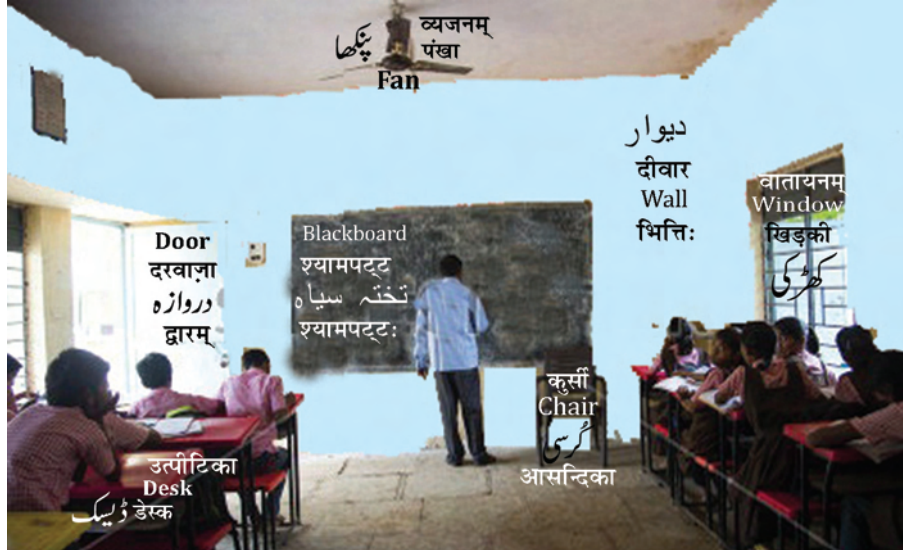 व्यजनम्
پنکھا
पंखा
Fan
دیوار
दीवार
Wall
भित्तिः
वातायनम्
Window
खिड़की
کھڑکی
Door
दरवाज़ा
دروازہ
द्वारम्
Blackboard
श्यामपट्ट
تختہ سیاہ
श्यामपट्टः
कुर्सी
Chair
کُرسی
आसन्दिका
उत्पीटिका
Desk
ڈیسک डेस्क